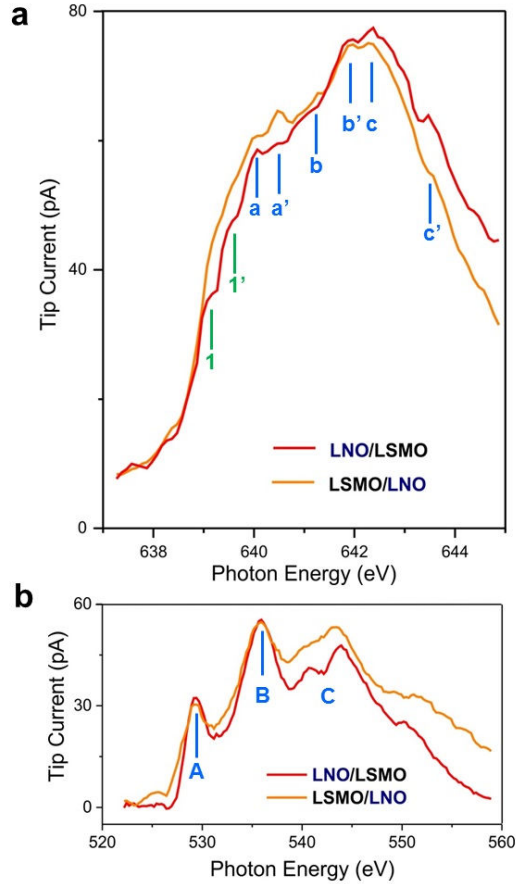 a
80
40
0
Tip Current (pA)
a
a'
b
b'
c
c'
1'
1
LNO/LSMO
LSMO/LNO
638
640
642
644
Photon Energy (eV)
b
60
30
0
Tip Current (pA)
A
B
C
LNO/LSMO
LSMO/LNO
520
530
540
550
560
Photon Energy (eV)